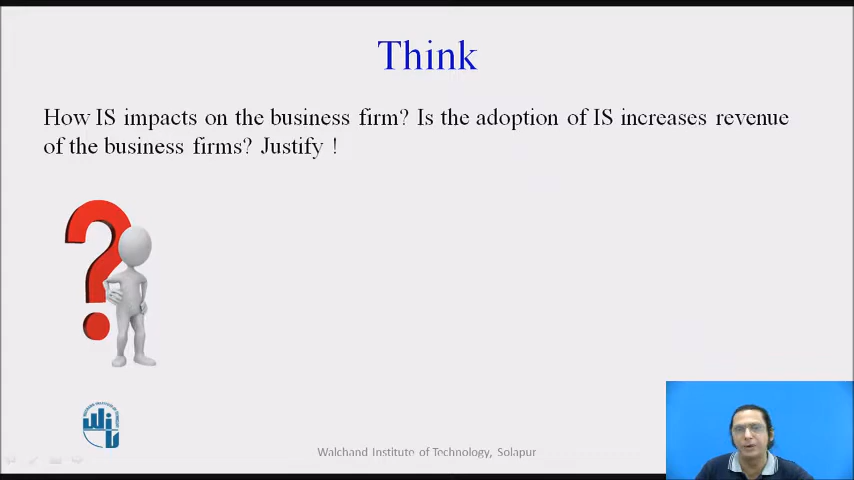 Think
How IS impacts on the business firm? Is the adoption of IS increases revenue
of the business firms? Justify !
Walchand Institute of Technology, Solapur